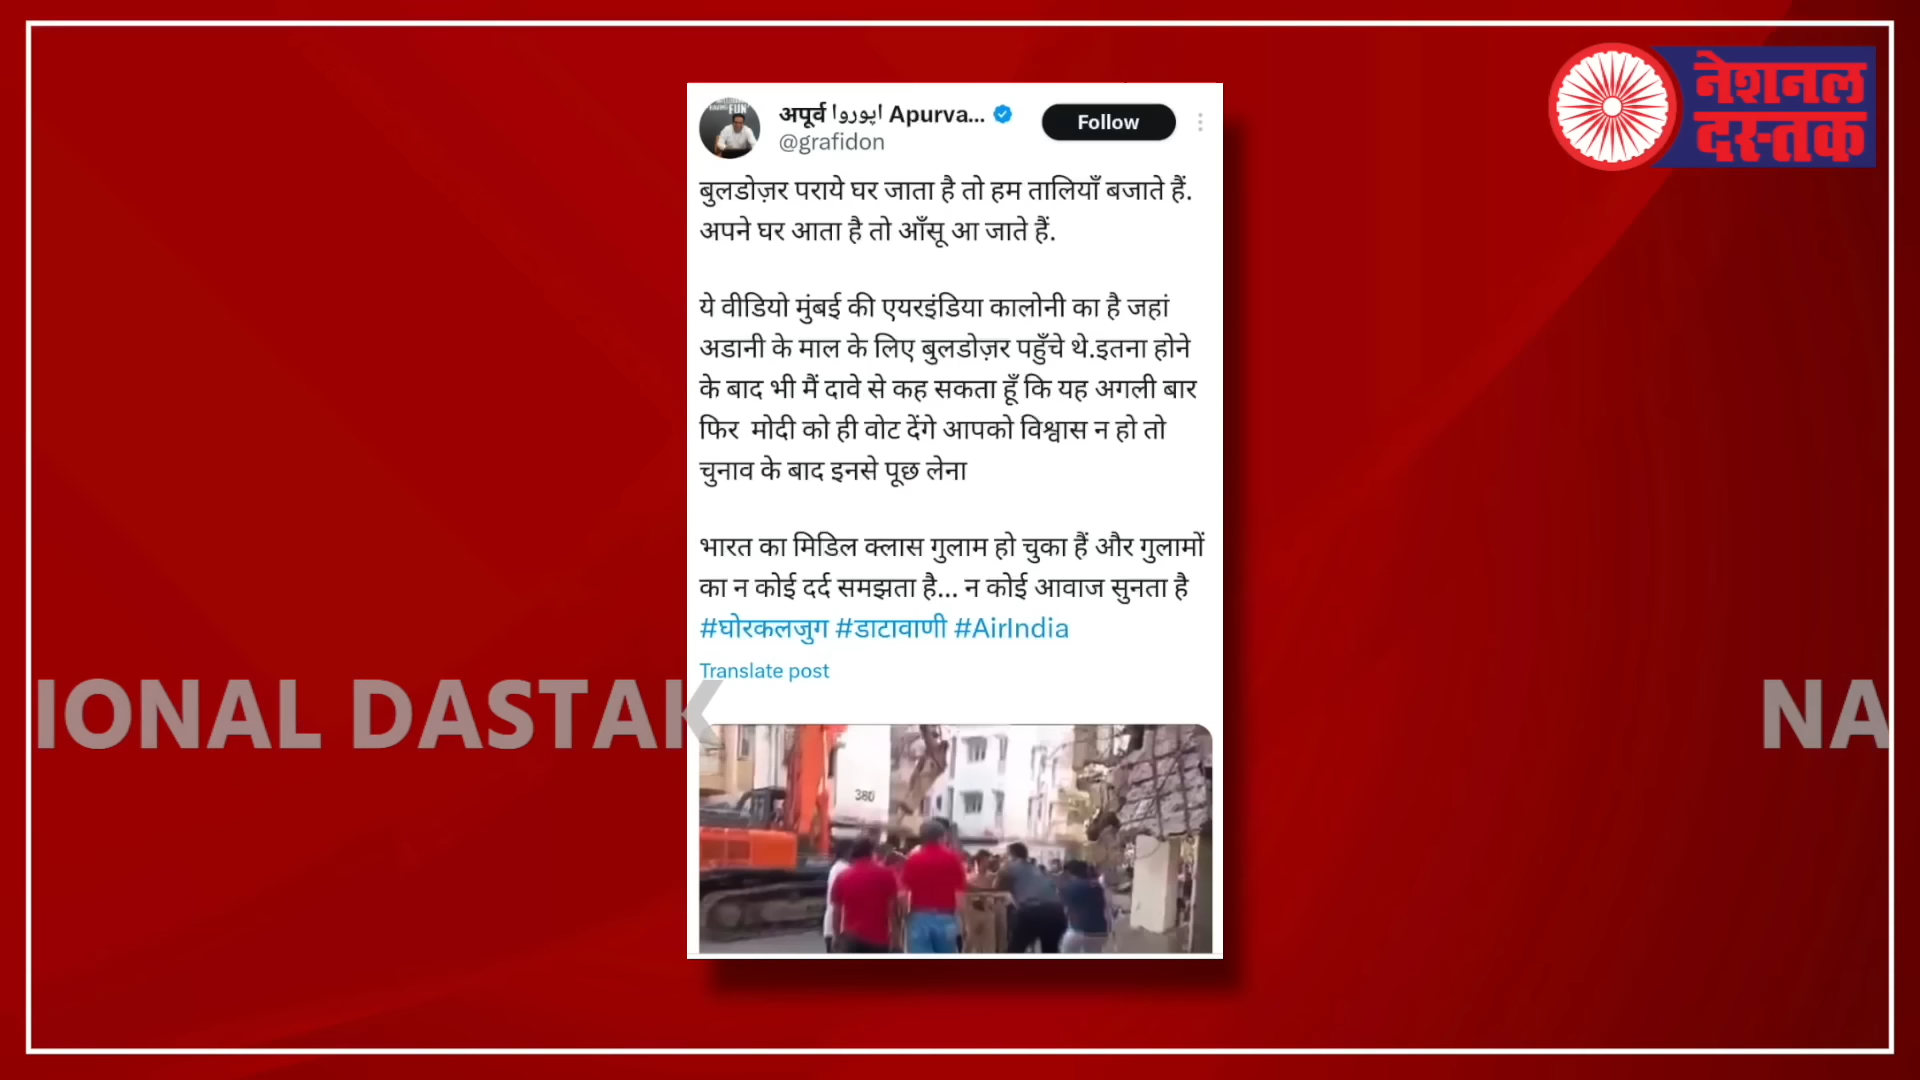 नेशनल
दस्तक
अपूर्व اپوروا Apurva...
Follow
@grafidon
बुलडोज़र पराये घर जाता है तो हम तालियाँ बजाते हैं.
अपने घर आता है तो आँसू आ जाते हैं.
ये वीडियो मुंबई की एयरइंडिया कालोनी का है जहां
अडानी के माल के लिए बुलडोज़र पहुँचे थे.इतना होने
के बाद भी मैं दावे से कह सकता हूँ कि यह अगली बार
फिर मोदी को ही वोट देंगे आपको विश्वास न हो तो
चुनाव के बाद इनसे पूछ लेना
भारत का मिडिल क्लास गुलाम हो चुका हैं और गुलामों
का न कोई दर्द समझता है... न कोई आवाज सुनता है
#घोरकलजुग #डाटावाणी #AirIndia
Translate post
IONAL DASTAK
NA
380